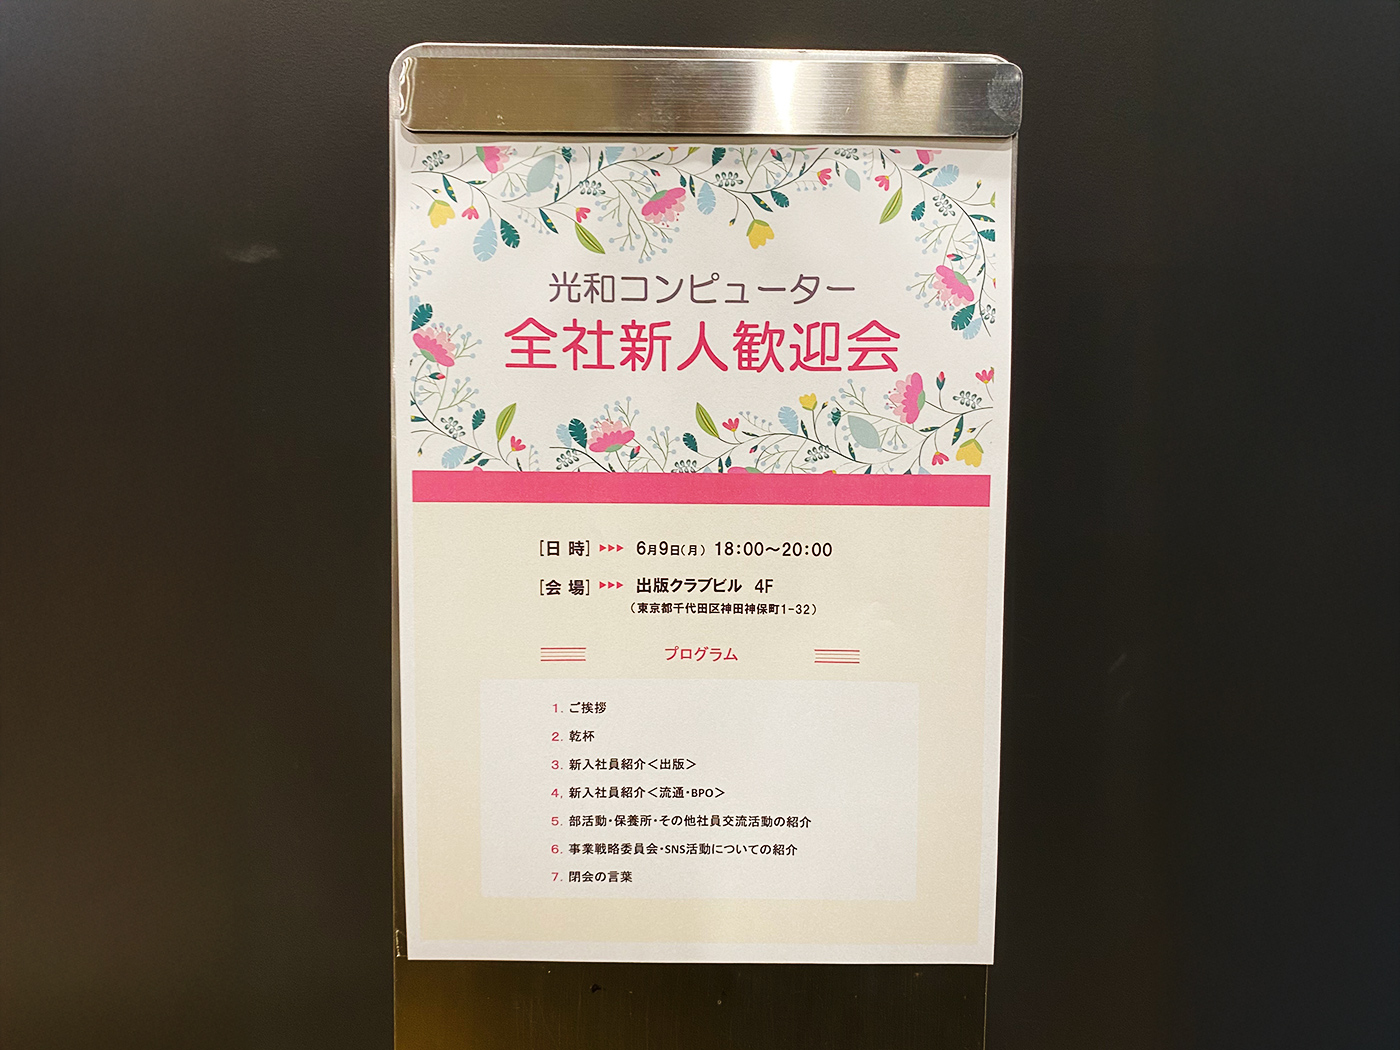 光和コンピューター
全社新人歓迎会
[日 時] ▶▶▶ 6月9日(月) 18:00〜20:00
[会 場] ▶▶▶ 出版クラブビル 4F
（東京都千代田区神田神保町1-32）
プログラム
1. ご挨拶
2. 乾杯
3. 新入社員紹介＜出版＞
4. 新入社員紹介＜流通・BPO＞
5. 部活動・保養所・その他社員交流活動の紹介
6. 事業戦略委員会・SNS活動についての紹介
7. 閉会の言葉